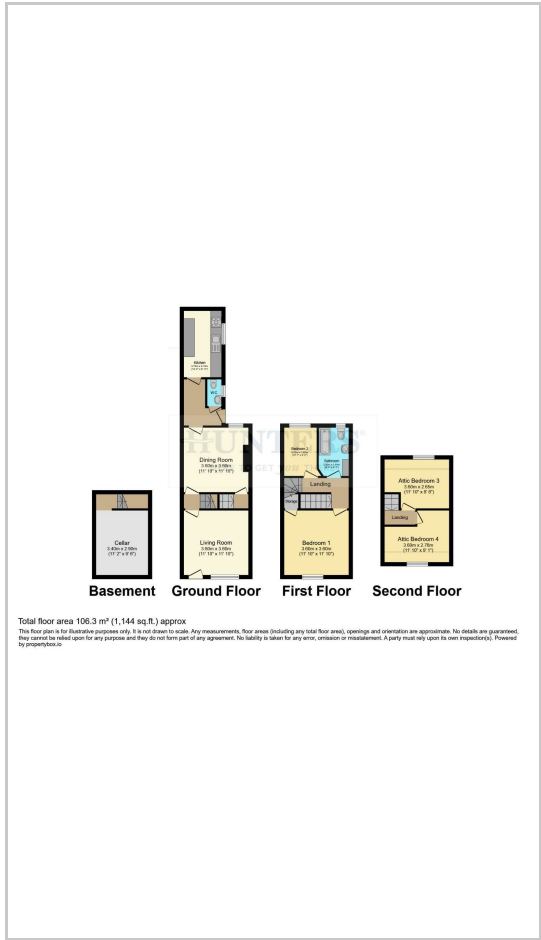 Kitchen
W.C.
HUNTERS
Dining Room
3.60m x 3.60m
(11' 10" x 11' 10")
Living Room
3.60m x 3.60m
(11' 10" x 11' 10")
Cellar
3.40m x 2.90m
(11' 2" x 9' 6")
Bedroom 2
Bathroom
Landing
Storage
Bedroom 1
3.60m x 3.60m
(11' 10" x 11' 10")
Attic Bedroom 3
3.60m x 2.65m
(11' 10" x 8' 8")
Landing
Attic Bedroom 4
3.60m x 2.76m
(11' 10" x 9' 1")
Basement
Ground Floor
First Floor
Second Floor
Total floor area 106.3 m² (1,144 sq.ft.) approx
This floor plan is for illustrative purposes only. It is not drawn to scale. Any measurements, floor areas (including any total floor area), openings and orientation are approximate. No details are guaranteed,
they cannot be relied upon for any purpose and they do not form part of any agreement. No liability is taken for any error, omission or misstatement. A party must rely upon its own inspection(s). Powered
by propertybox.io